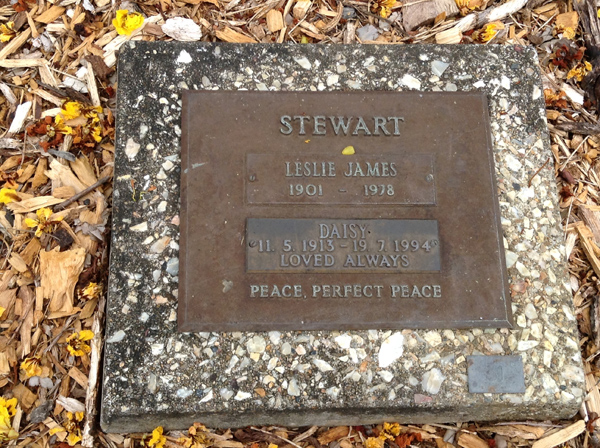 STEWART
LESLIE JAMES
1901 - 1978
DAISY
11. 5. 1913 - 19. 7. 1994
LOVED ALWAYS
PEACE, PERFECT PEACE